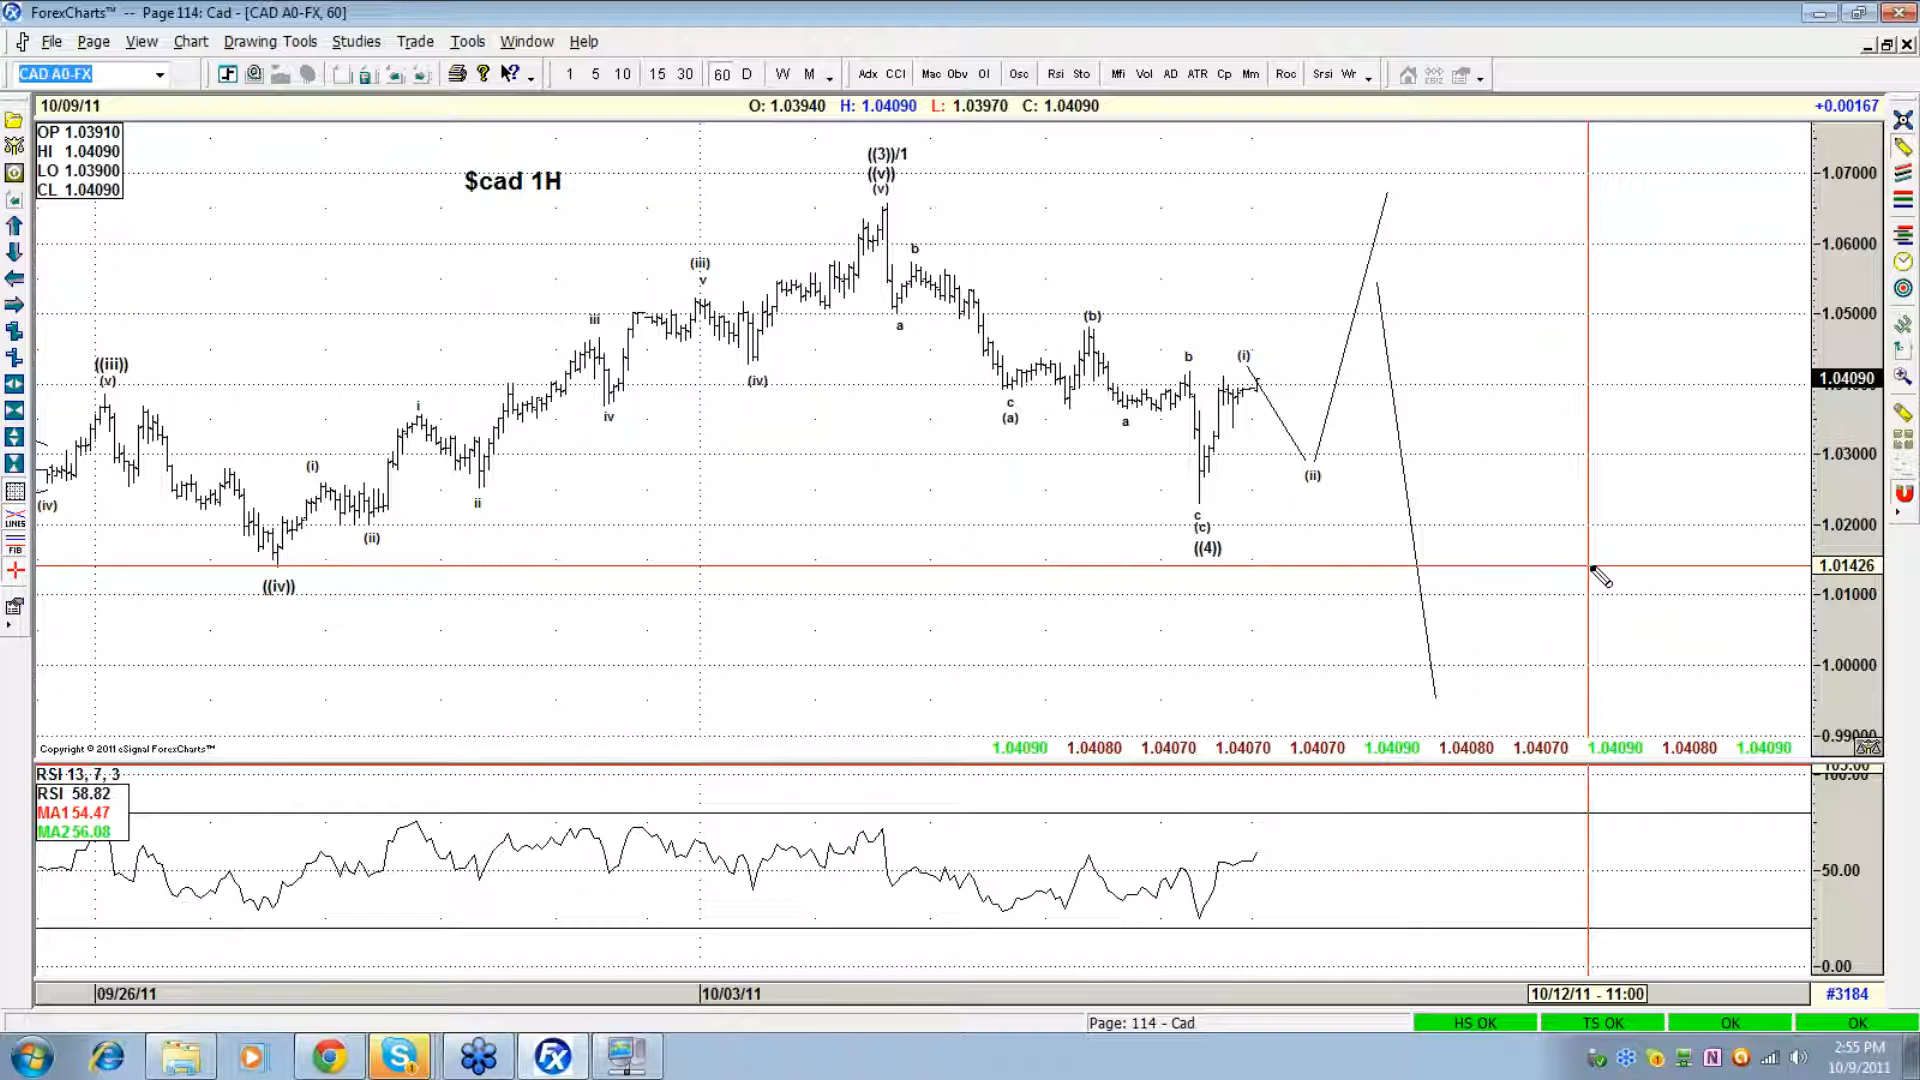 ForexCharts™ -- Page 114: Cad - [CAD A0-FX, 60]
File Page View Chart Drawing Tools Studies Trade Tools Window Help
CAD A0-FX 1 5 10 15 30 60 D W M Adx CCI Mac Obv OI Osc Rsi Sto Mfi Vol AD ATR Cp Mm Roc Srsi Wr
10/09/11 O: 1.03940 H: 1.04090 L: 1.03970 C: 1.04090 +0.00167
OP 1.03910
HI 1.04090
LO 1.03900
CL 1.04090
$cad 1H
((3))/1
((v))
(v)
1.07000
b
1.06000
(iii)
v
iii
a
1.05000
(b)
((iii))
(v)
b
(i)
1.04090
(iv)
i
iv
c
(a)
a
(i)
1.03000
(ii)
(iv)
ii
c
(c)
1.02000
(ii)
((4))
1.01426
((iv))
1.01000
1.00000
0.99000
Copyright © 2011 eSignal ForexCharts™
1.04090 1.04080 1.04070 1.04070 1.04070 1.04090 1.04080 1.04070 1.04090 1.04080 1.04090
RSI 13, 7, 3
RSI 58.82
MA1 54.47
MA2 56.08
105.00
100.00
50.00
0.00
LINES
FIB
09/26/11 10/03/11 10/12/11 - 11:00 #3184
Page: 114 - Cad HS OK TS OK OK OK
2:55 PM
10/9/2011